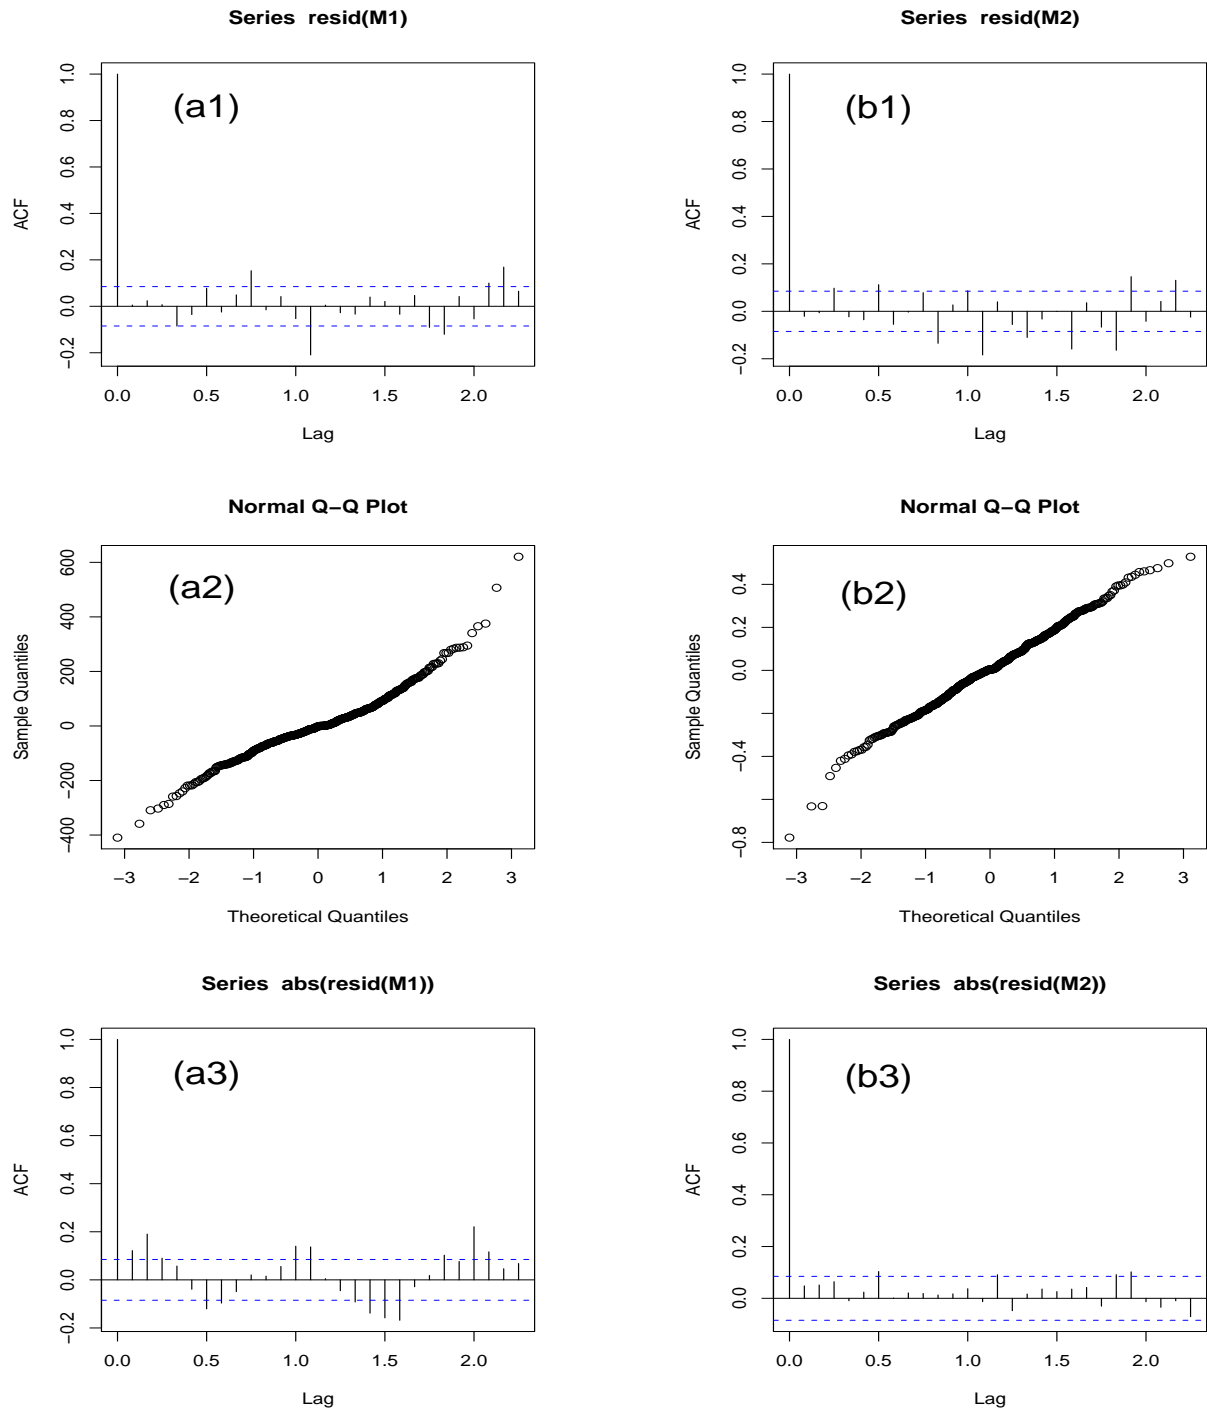 Series resid(M1)
(a1)
ACF
1.0
0.8
0.6
0.4
0.2
0.0
−0.2
0.0 0.5 1.0 1.5 2.0
Lag
Series resid(M2)
(b1)
ACF
1.0
0.8
0.6
0.4
0.2
0.0
−0.2
0.0 0.5 1.0 1.5 2.0
Lag
Normal Q−Q Plot
(a2)
Sample Quantiles
600
400
200
0
−200
−400
−3 −2 −1 0 1 2 3
Theoretical Quantiles
Normal Q−Q Plot
(b2)
Sample Quantiles
0.4
0.2
0.0
−0.4
−0.8
−3 −2 −1 0 1 2 3
Theoretical Quantiles
Series abs(resid(M1))
(a3)
ACF
1.0
0.8
0.6
0.4
0.2
0.0
−0.2
0.0 0.5 1.0 1.5 2.0
Lag
Series abs(resid(M2))
(b3)
ACF
1.0
0.8
0.6
0.4
0.2
0.0
0.0 0.5 1.0 1.5 2.0
Lag